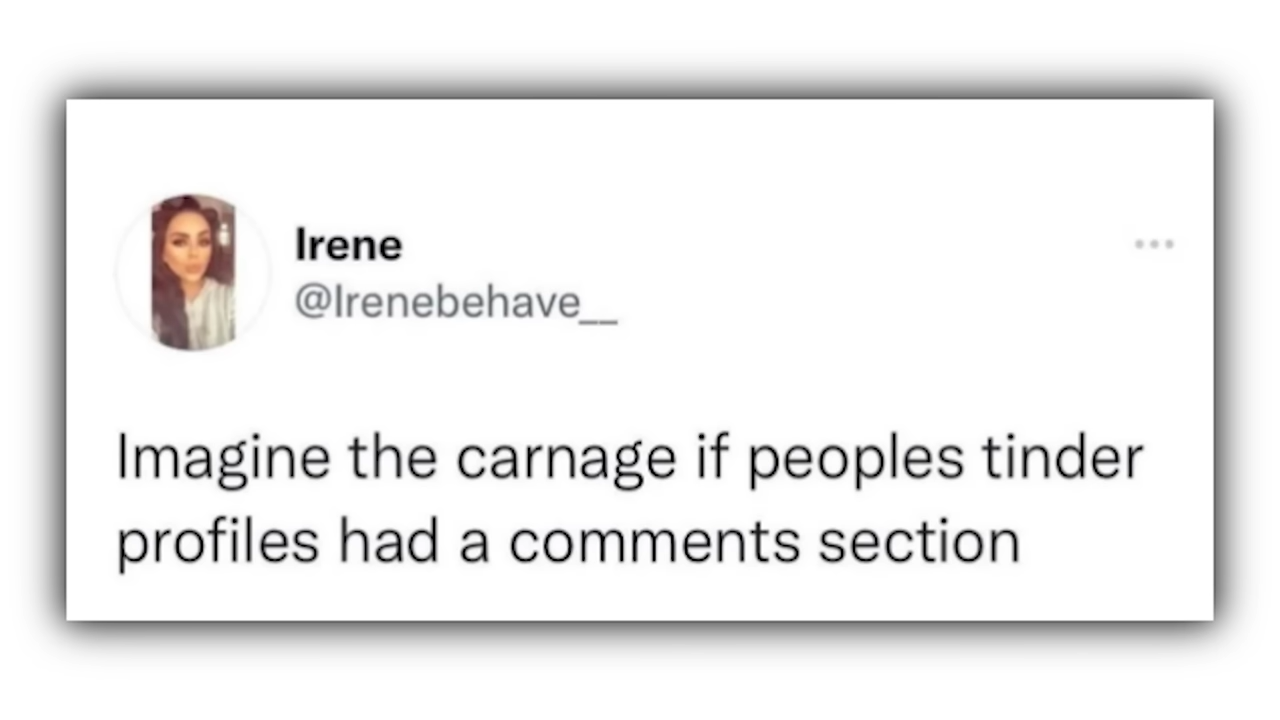 Irene
@Irenebehave__
Imagine the carnage if peoples tinder
profiles had a comments section